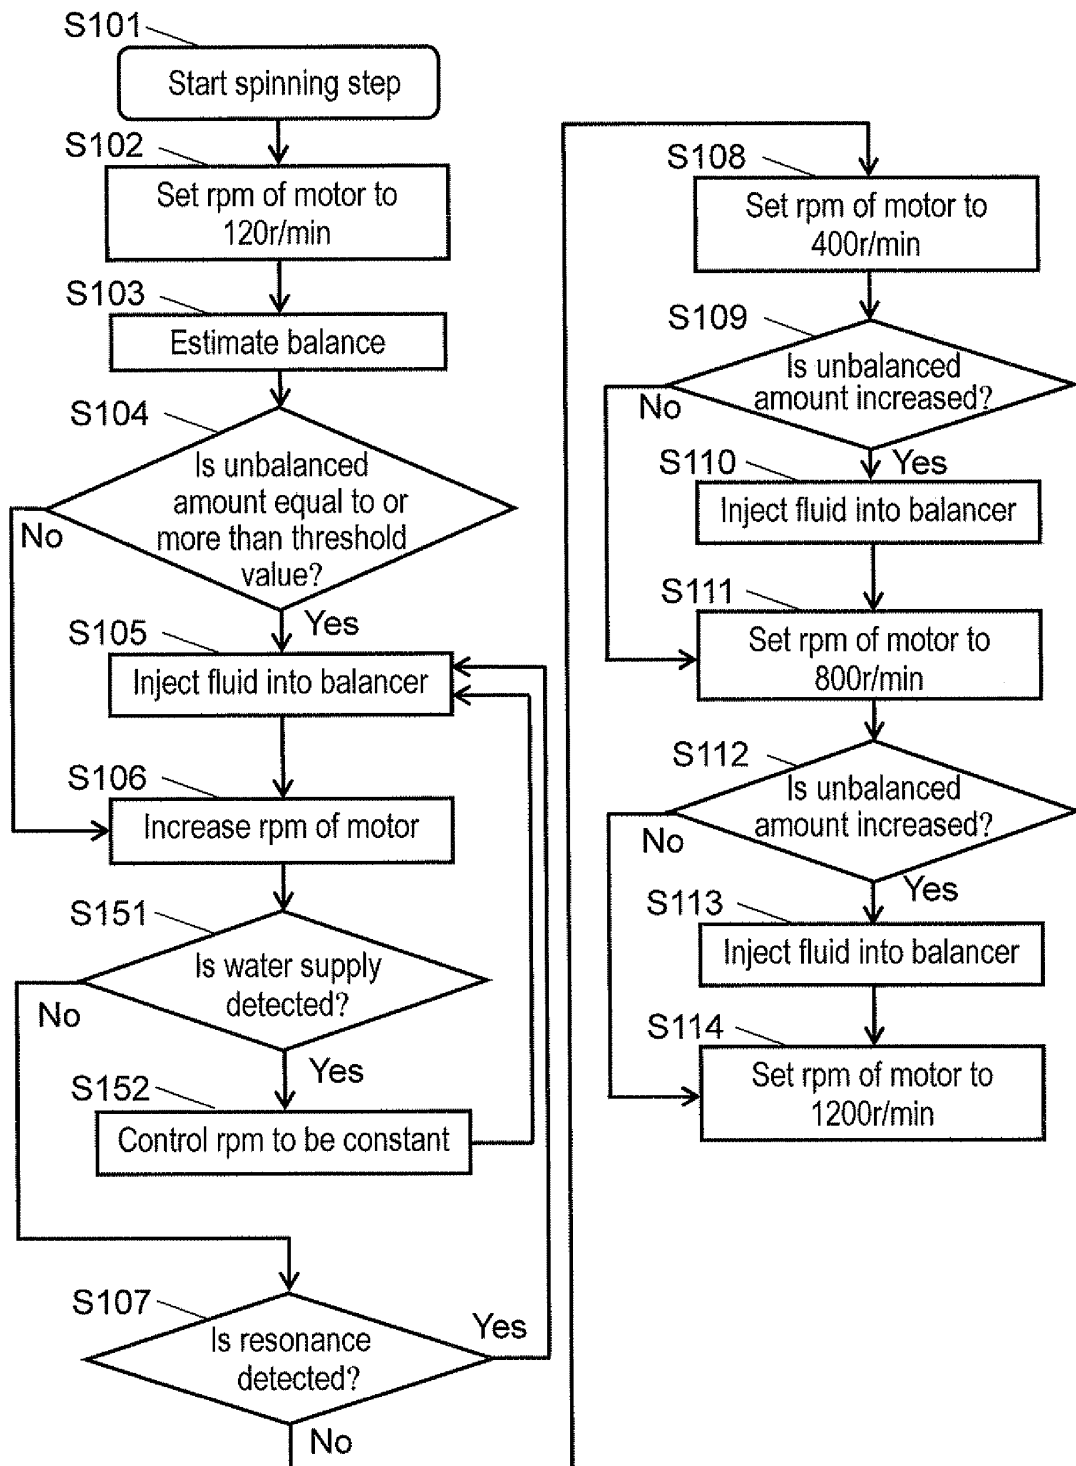 S101
Start spinning step
S102
Set rpm of motor to
120r/min
S103
Estimate balance
S104
Is unbalanced
amount equal to or
more than threshold
value?
No
Yes
S105
Inject fluid into balancer
S106
Increase rpm of motor
S151
Is water supply
detected?
No
Yes
S152
Control rpm to be constant
S107
Is resonance
detected?
Yes
No
S108
Set rpm of motor to
400r/min
S109
Is unbalanced
amount increased?
No
Yes
S110
Inject fluid into balancer
S111
Set rpm of motor to
800r/min
S112
Is unbalanced
amount increased?
No
Yes
S113
Inject fluid into balancer
S114
Set rpm of motor to
1200r/min